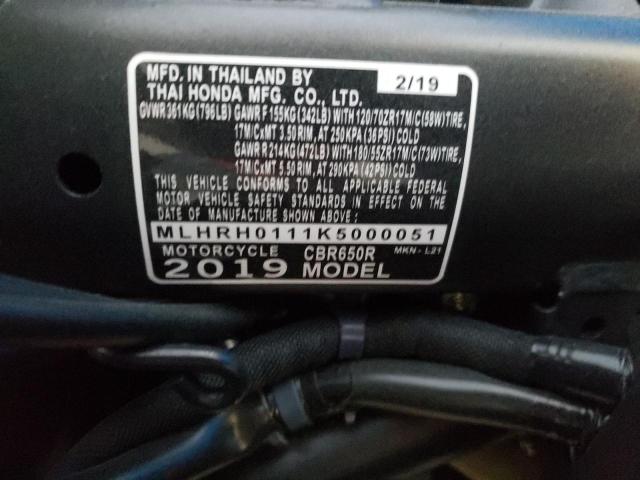 MFD. IN THAILAND BY 2/19
THAI HONDA MFG. CO., LTD.
GVWR 361KG (796LB) GAWR F 155KG (342LB) WITH 120/70ZR17M/C(58W) TIRE,
17M/CxMT 3.50 RIM, AT 250KPA (36PSI) COLD
GAWR R 214KG (472LB) WITH 180/55ZR17M/C(73W) TIRE,
17M/CxMT 5.50 RIM, AT 290KPA (42PSI) COLD
THIS VEHICLE CONFORMS TO ALL APPLICABLE FEDERAL
MOTOR VEHICLE SAFETY STANDARDS IN EFFECT ON THE
DATE OF MANUFACTURE SHOWN ABOVE:
MLHRH0111K5000051
MOTORCYCLE CBR650R MKN-L21
2019 MODEL